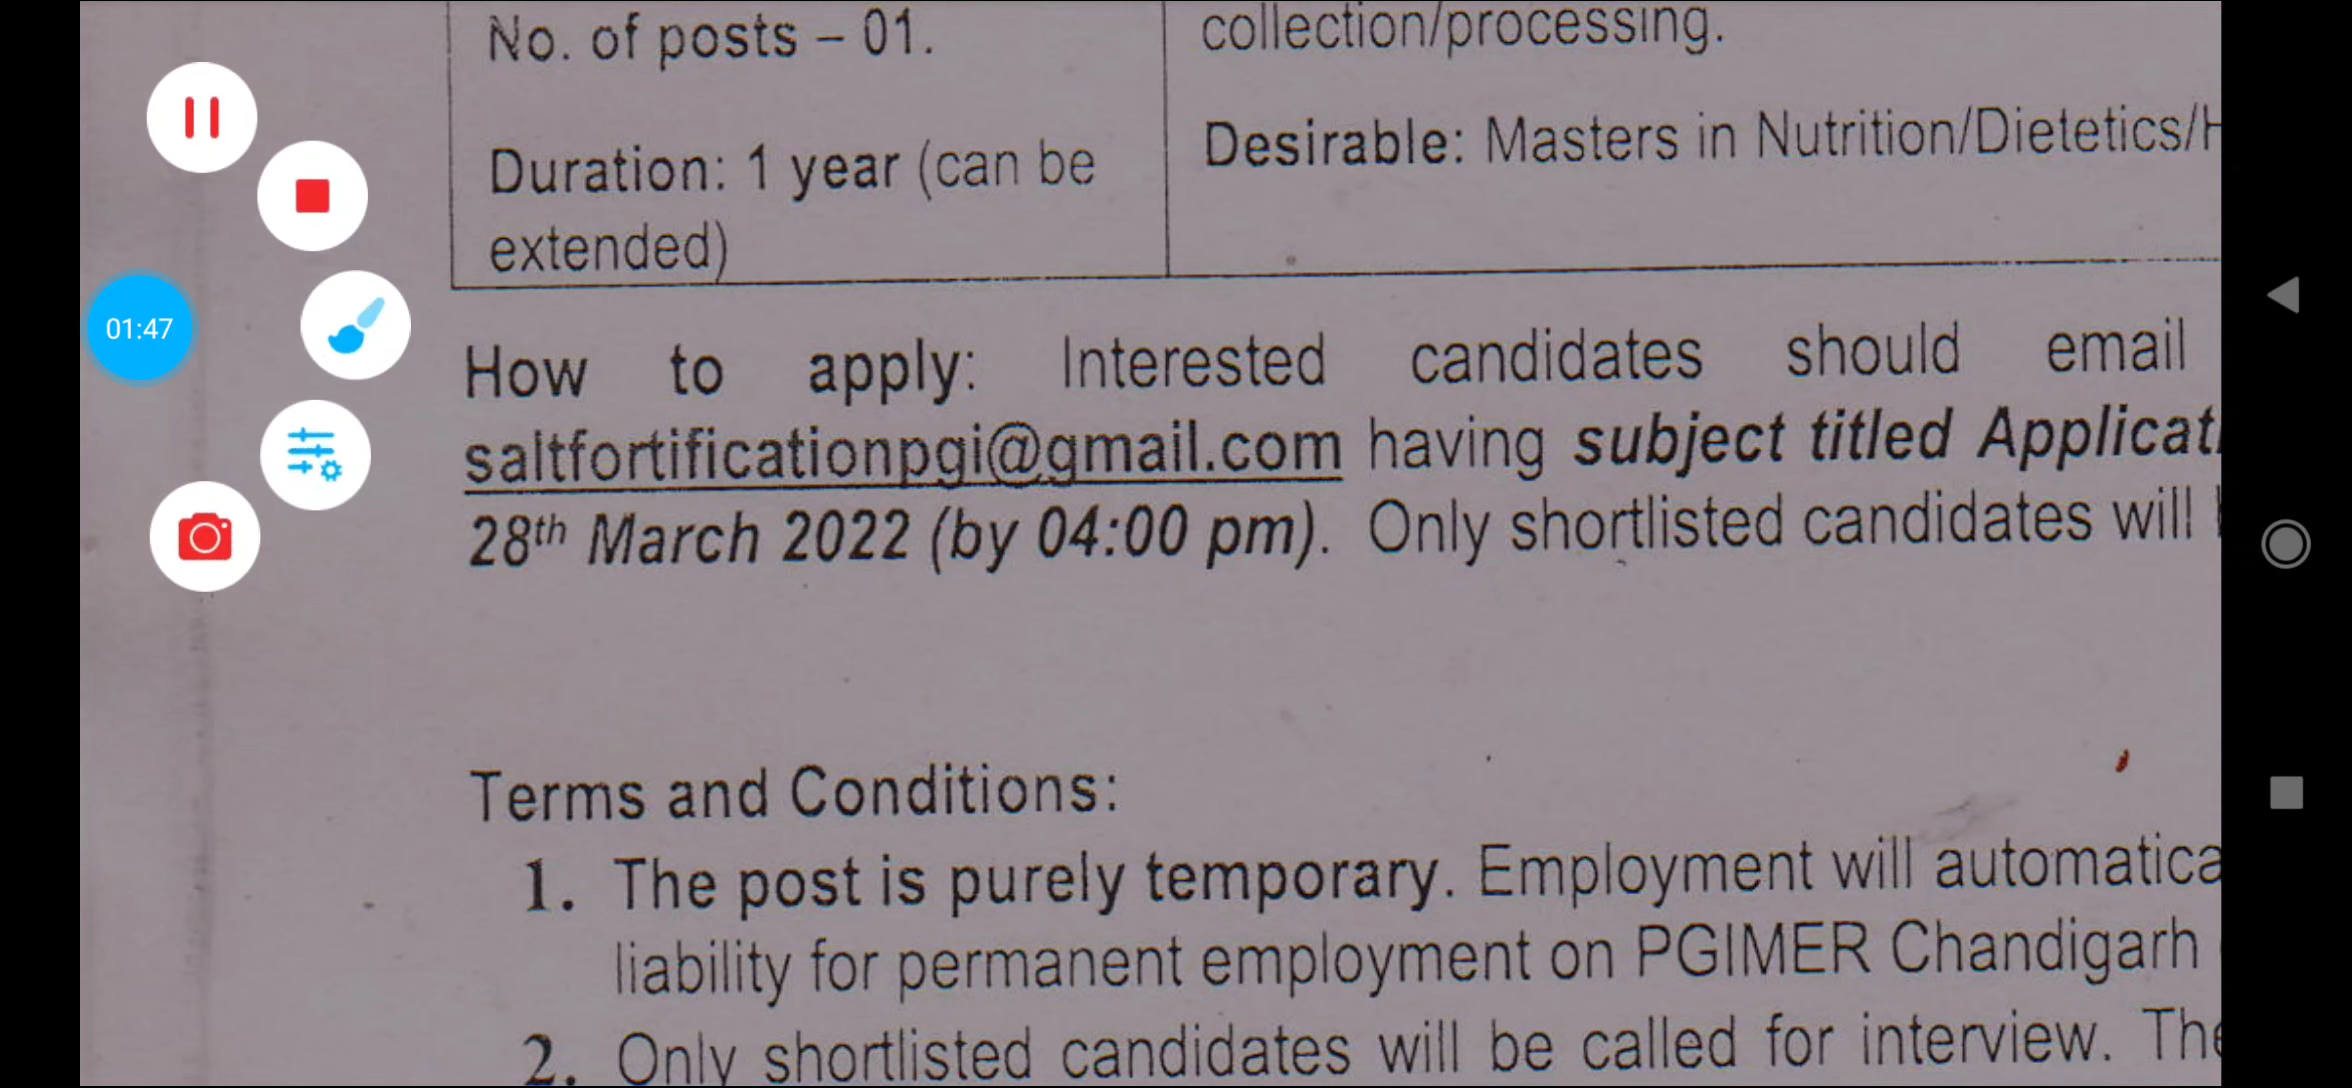 No. of posts – 01.
collection/processing.
Desirable: Masters in Nutrition/Dietetics/H
Duration: 1 year (can be
extended)
01:47
How to apply: Interested candidates should email
saltfortificationpgi@gmail.com having subject titled Applicat
28th March 2022 (by 04:00 pm). Only shortlisted candidates will
Terms and Conditions:
1. The post is purely temporary. Employment will automatica
liability for permanent employment on PGIMER Chandigarh
2. Only shortlisted candidates will be called for interview. The